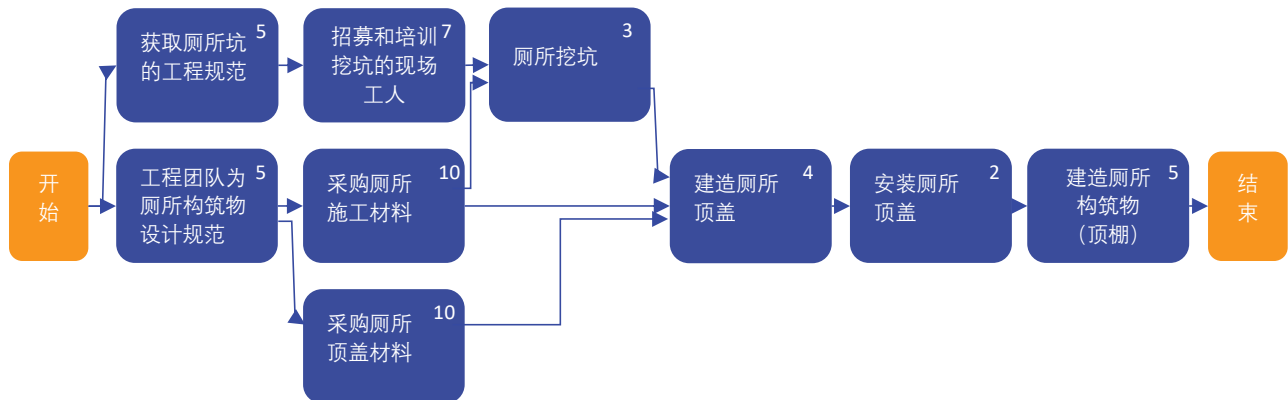 获取厕所坑
的工程规范
5
招募和培训
挖坑的现场
工人
7
厕所挖坑
3
开
始
工程团队为
厕所构筑物
设计规范
5
采购厕所
施工材料
10
建造厕所
顶盖
4
安装厕所
顶盖
2
建造厕所
构筑物
（顶棚）
5
结
束
采购厕所
顶盖材料
10